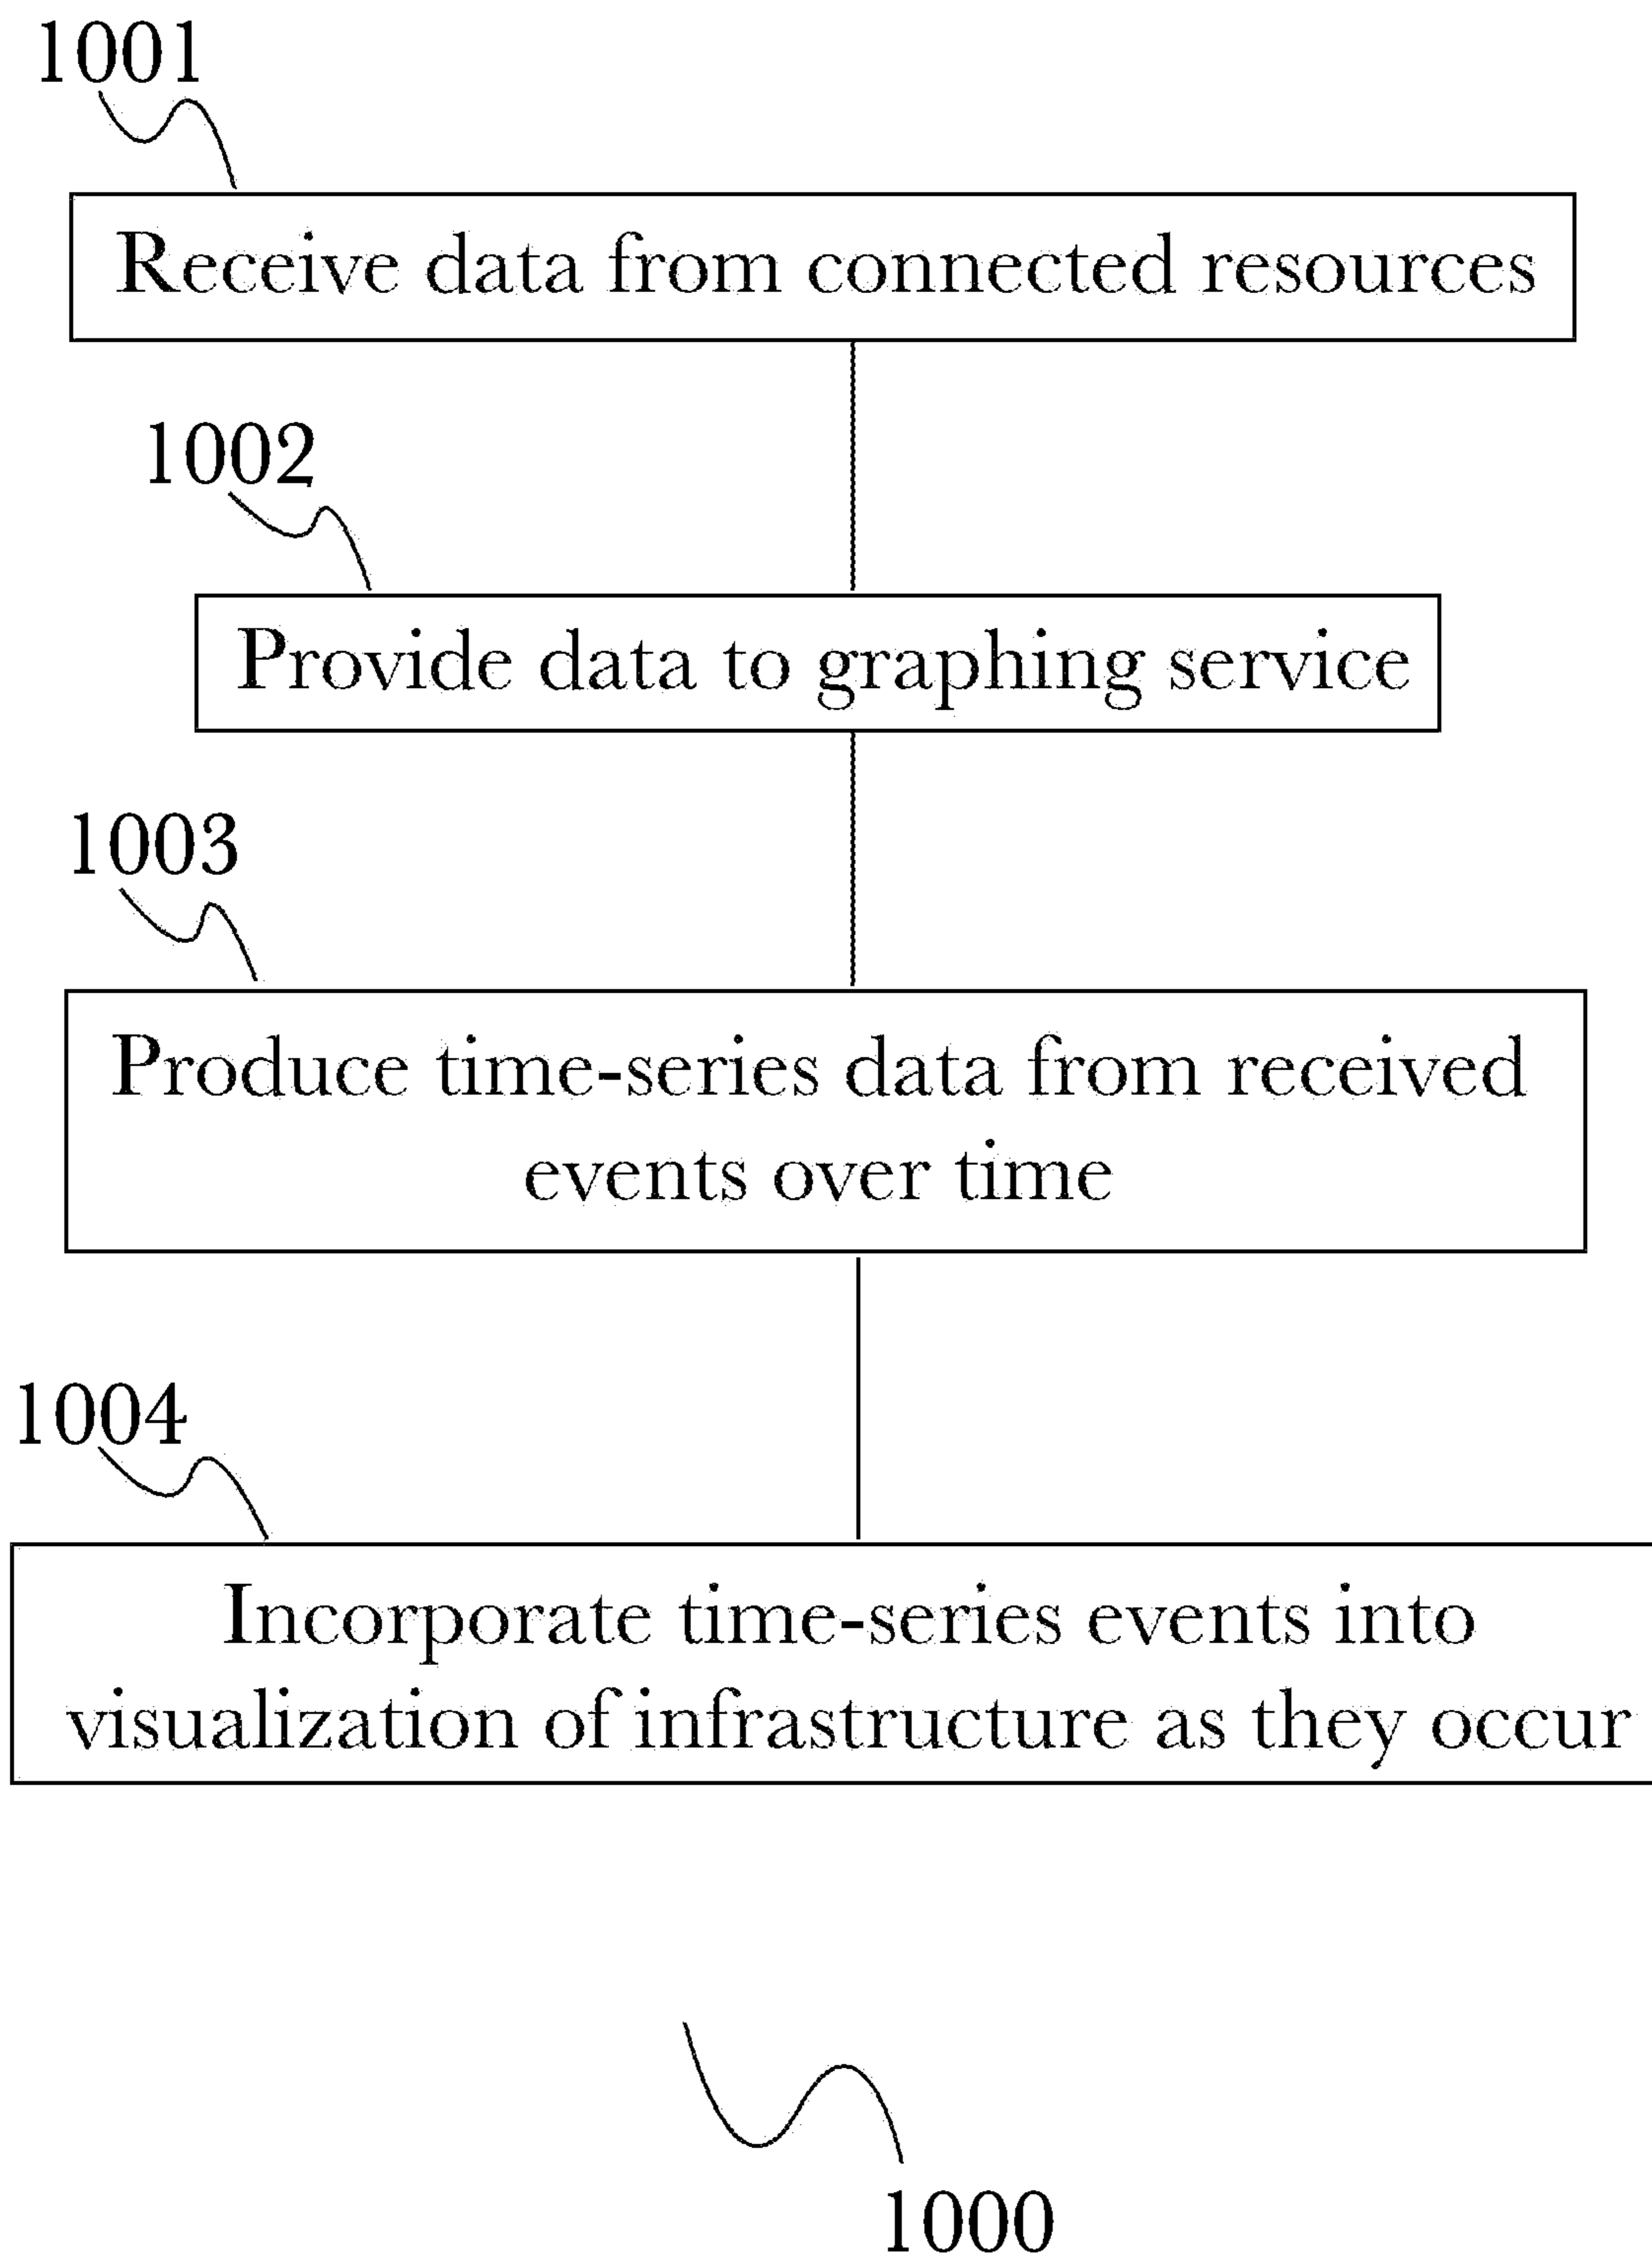 1001
Receive data from connected resources
1002
Provide data to graphing service
1003
Produce time-series data from received
events over time
1004
Incorporate time-series events into
visualization of infrastructure as they occur
1000